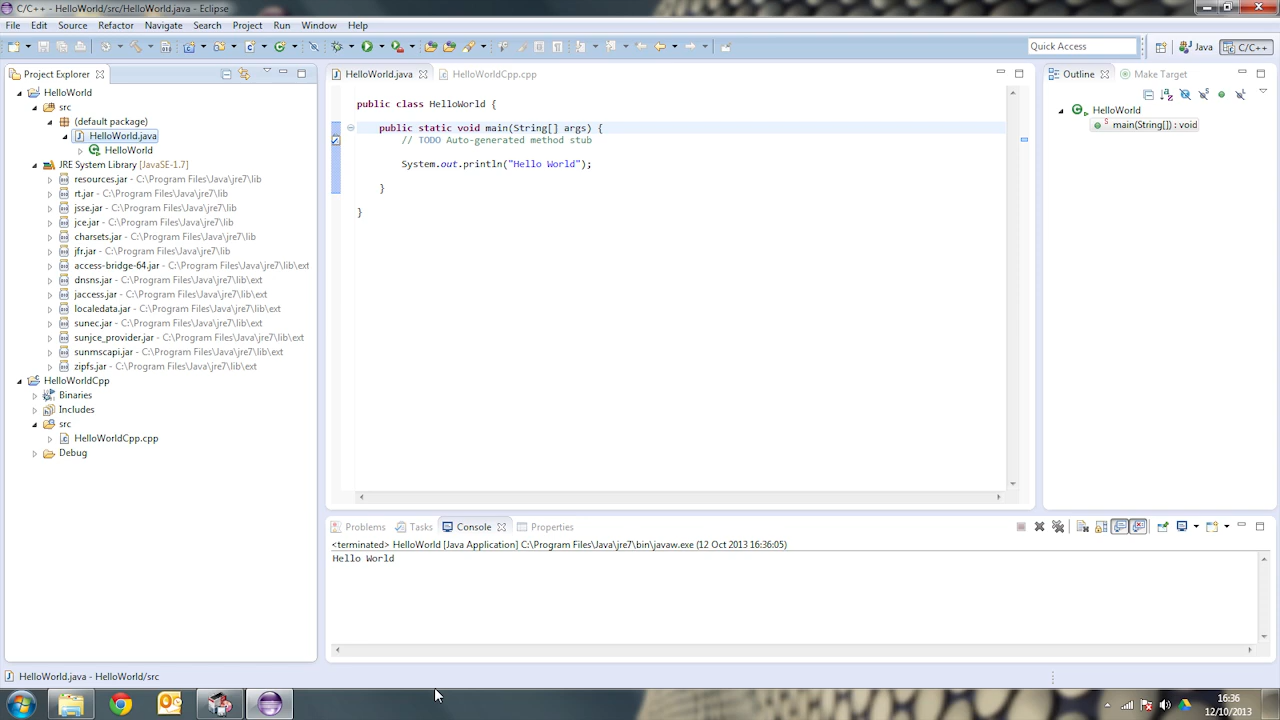 C/C++ - HelloWorld/src/HelloWorld.java - Eclipse
File Edit Source Refactor Navigate Search Project Run Window Help
Quick Access
Java
C/C++
Project Explorer
HelloWorld
src
(default package)
HelloWorld.java
HelloWorld
JRE System Library [JavaSE-1.7]
resources.jar - C:\Program Files\Java\jre7\lib
rt.jar - C:\Program Files\Java\jre7\lib
jsse.jar - C:\Program Files\Java\jre7\lib
jce.jar - C:\Program Files\Java\jre7\lib
charsets.jar - C:\Program Files\Java\jre7\lib
jfr.jar - C:\Program Files\Java\jre7\lib
access-bridge-64.jar - C:\Program Files\Java\jre7\lib\ext
dnsns.jar - C:\Program Files\Java\jre7\lib\ext
jaccess.jar - C:\Program Files\Java\jre7\lib\ext
localedata.jar - C:\Program Files\Java\jre7\lib\ext
sunec.jar - C:\Program Files\Java\jre7\lib\ext
sunjce_provider.jar - C:\Program Files\Java\jre7\lib\ext
sunmscapi.jar - C:\Program Files\Java\jre7\lib\ext
zipfs.jar - C:\Program Files\Java\jre7\lib\ext
HelloWorldCpp
Binaries
Includes
src
HelloWorldCpp.cpp
Debug
HelloWorld.java HelloWorldCpp.cpp
public class HelloWorld {
public static void main(String[] args) {
// TODO Auto-generated method stub
System.out.println("Hello World");
}
}
Outline Make Target
HelloWorld
main(String[]) : void
Problems Tasks Console Properties
<terminated> HelloWorld [Java Application] C:\Program Files\Java\jre7\bin\javaw.exe (12 Oct 2013 16:36:05)
Hello World
HelloWorld.java - HelloWorld/src
16:36
12/10/2013